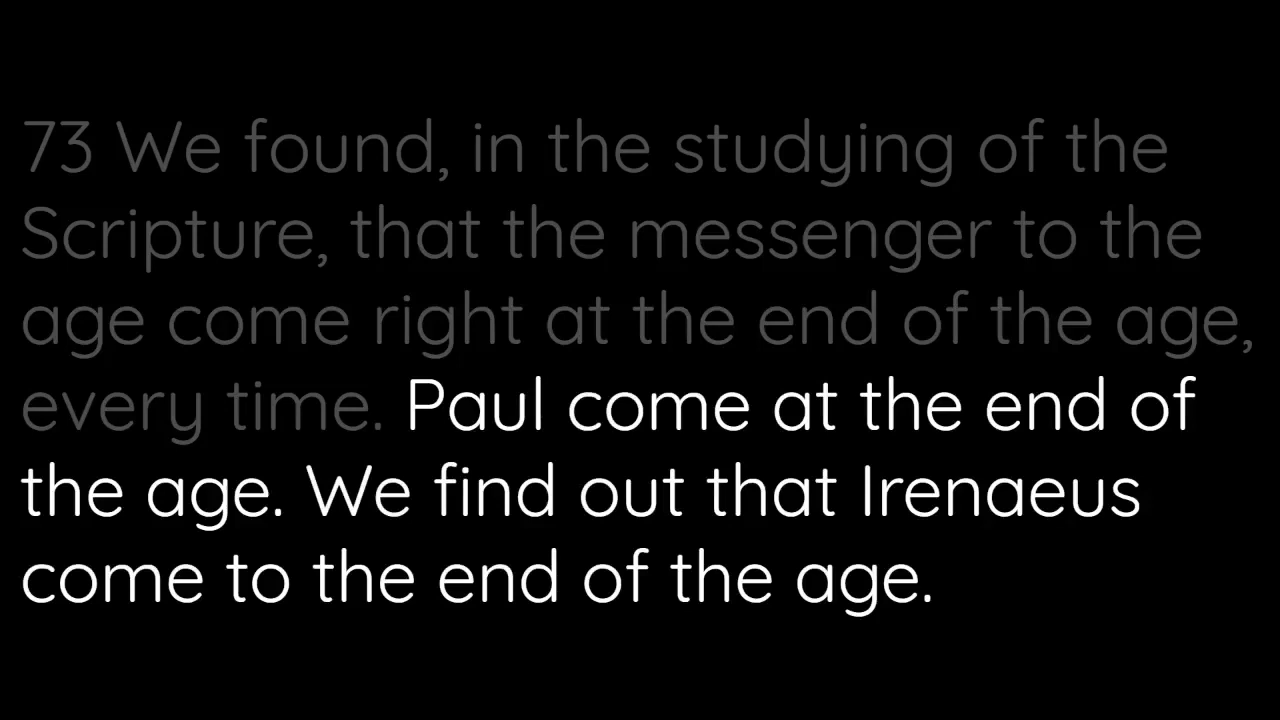 73 We found, in the studying of the
Scripture, that the messenger to the
age come right at the end of the age,
every time. Paul come at the end of
the age. We find out that Irenaeus
come to the end of the age.